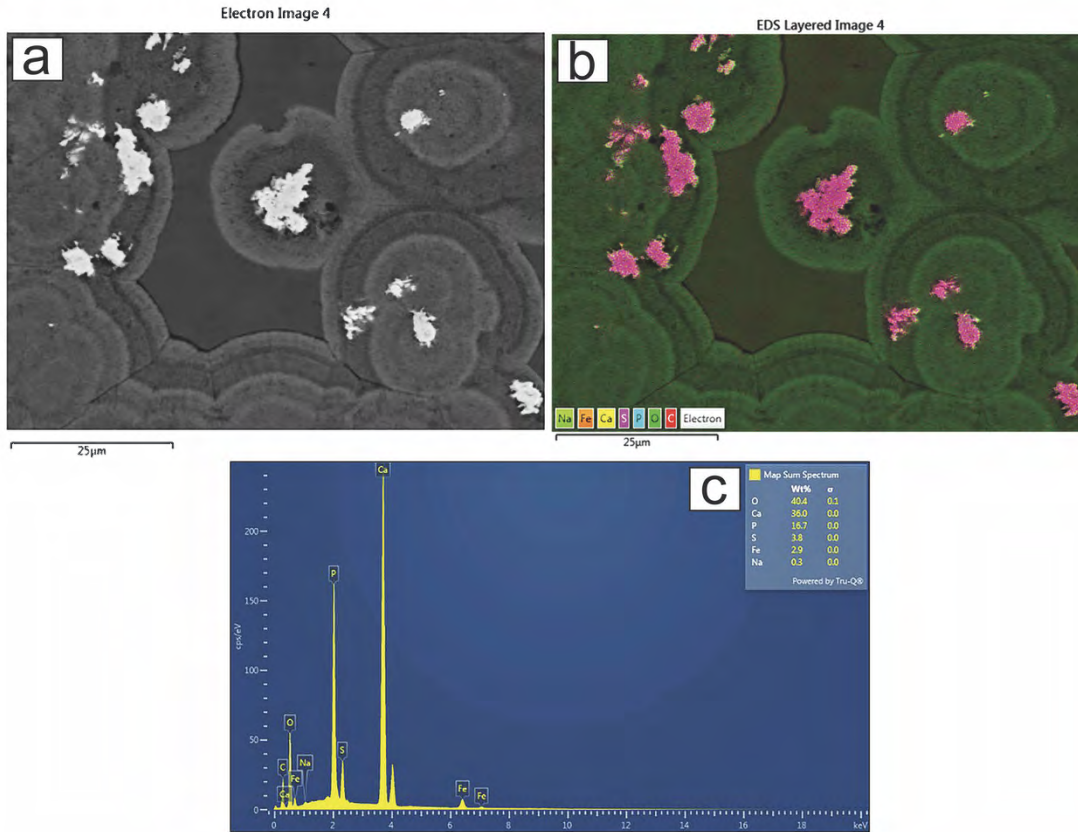 Electron Image 4
a
25µm
EDS Layered Image 4
b
Na Fe Ca S P O C Electron
25µm
c
Map Sum Spectrum
Wt% σ
O 40.4 0.1
Ca 36.0 0.0
P 16.7 0.0
S 3.8 0.0
Fe 2.9 0.0
Na 0.3 0.0
Powered by Tru-Q®
cps/eV
200
150
100
50
0
Ca
P
O
S
Na
C
Fe
Ca
Fe
Fe
0 2 4 6 8 10 12 14 16 18 keV